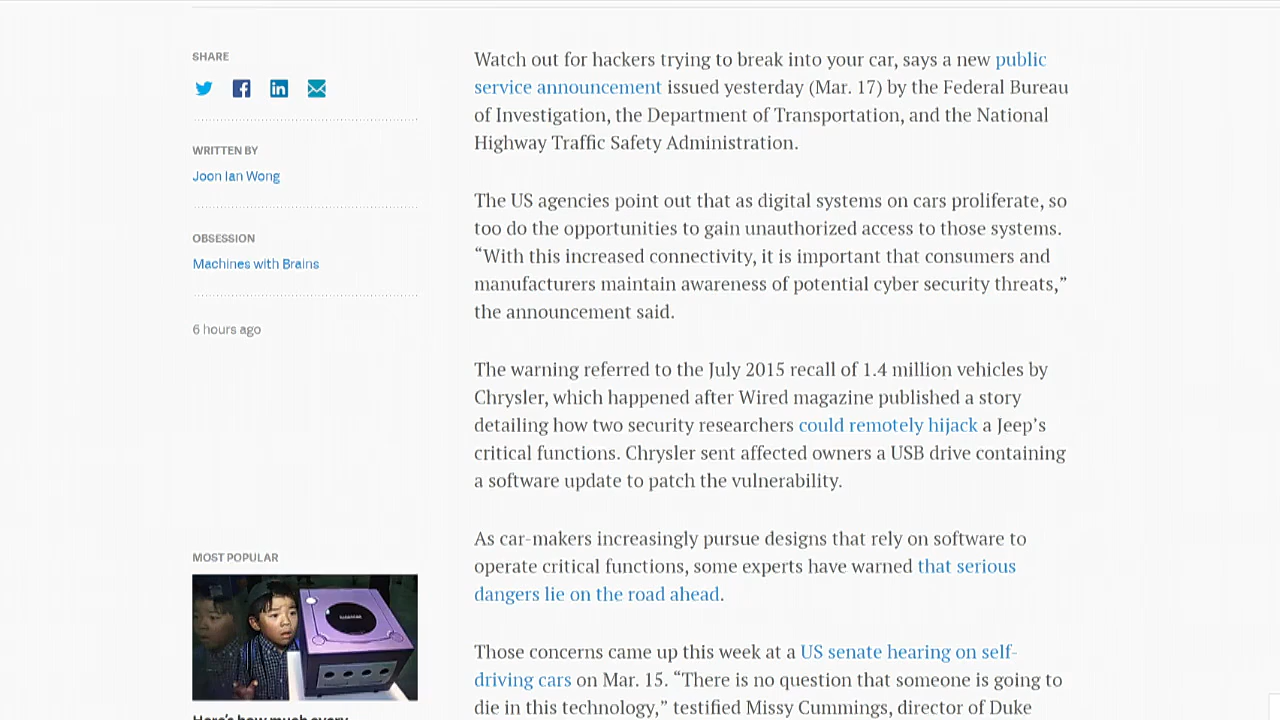 SHARE
WRITTEN BY
Joon Ian Wong
OBSESSION
Machines with Brains
6 hours ago
MOST POPULAR
Watch out for hackers trying to break into your car, says a new public
service announcement issued yesterday (Mar. 17) by the Federal Bureau
of Investigation, the Department of Transportation, and the National
Highway Traffic Safety Administration.
The US agencies point out that as digital systems on cars proliferate, so
too do the opportunities to gain unauthorized access to those systems.
“With this increased connectivity, it is important that consumers and
manufacturers maintain awareness of potential cyber security threats,”
the announcement said.
The warning referred to the July 2015 recall of 1.4 million vehicles by
Chrysler, which happened after Wired magazine published a story
detailing how two security researchers could remotely hijack a Jeep’s
critical functions. Chrysler sent affected owners a USB drive containing
a software update to patch the vulnerability.
As car-makers increasingly pursue designs that rely on software to
operate critical functions, some experts have warned that serious
dangers lie on the road ahead.
Those concerns came up this week at a US senate hearing on self-
driving cars on Mar. 15. “There is no question that someone is going to
die in this technology,” testified Missy Cummings, director of Duke